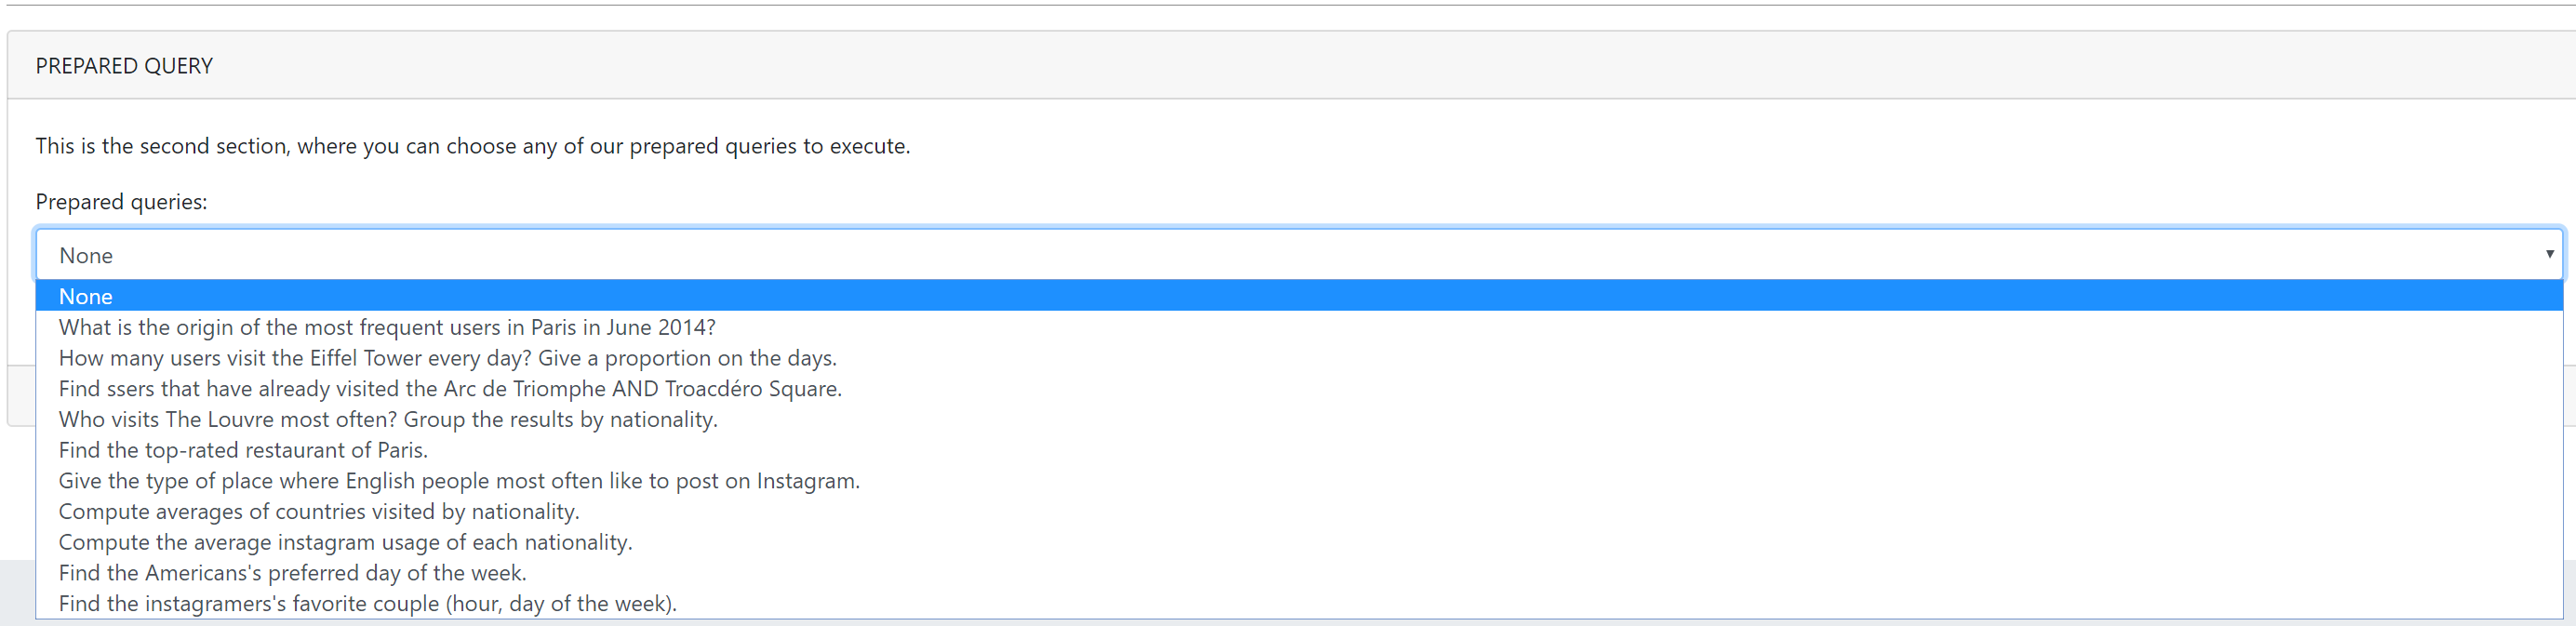 PREPARED QUERY
This is the second section, where you can choose any of our prepared queries to execute.
Prepared queries:
None
None
What is the origin of the most frequent users in Paris in June 2014?
How many users visit the Eiffel Tower every day? Give a proportion on the days.
Find ssers that have already visited the Arc de Triomphe AND Troacdéro Square.
Who visits The Louvre most often? Group the results by nationality.
Find the top-rated restaurant of Paris.
Give the type of place where English people most often like to post on Instagram.
Compute averages of countries visited by nationality.
Compute the average instagram usage of each nationality.
Find the Americans's preferred day of the week.
Find the instagramers's favorite couple (hour, day of the week).